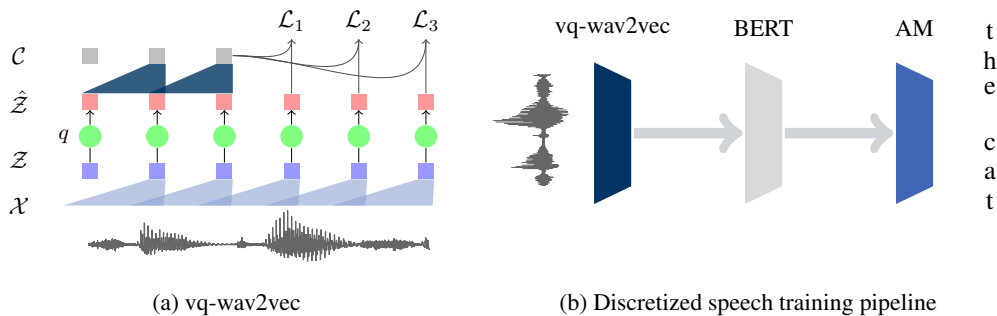 𝓛₁ 𝓛₂ 𝓛₃
𝒞
𝒵̂
q
𝒵
𝒳
(a) vq-wav2vec
vq-wav2vec BERT AM
t
h
e
c
a
t
(b) Discretized speech training pipeline